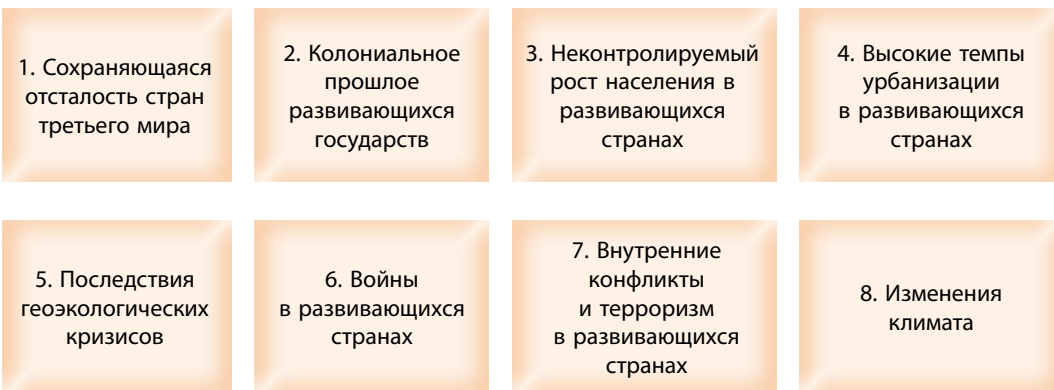 1. Сохраняющаяся
отсталость стран
третьего мира
2. Колониальное
прошлое
развивающихся
государств
3. Неконтролируемый
рост населения в
развивающихся
странах
4. Высокие темпы
урбанизации
в развивающихся
странах
5. Последствия
геоэкологических
кризисов
6. Войны
в развивающихся
странах
7. Внутренние
конфликты
и терроризм
в развивающихся
странах
8. Изменения
климата